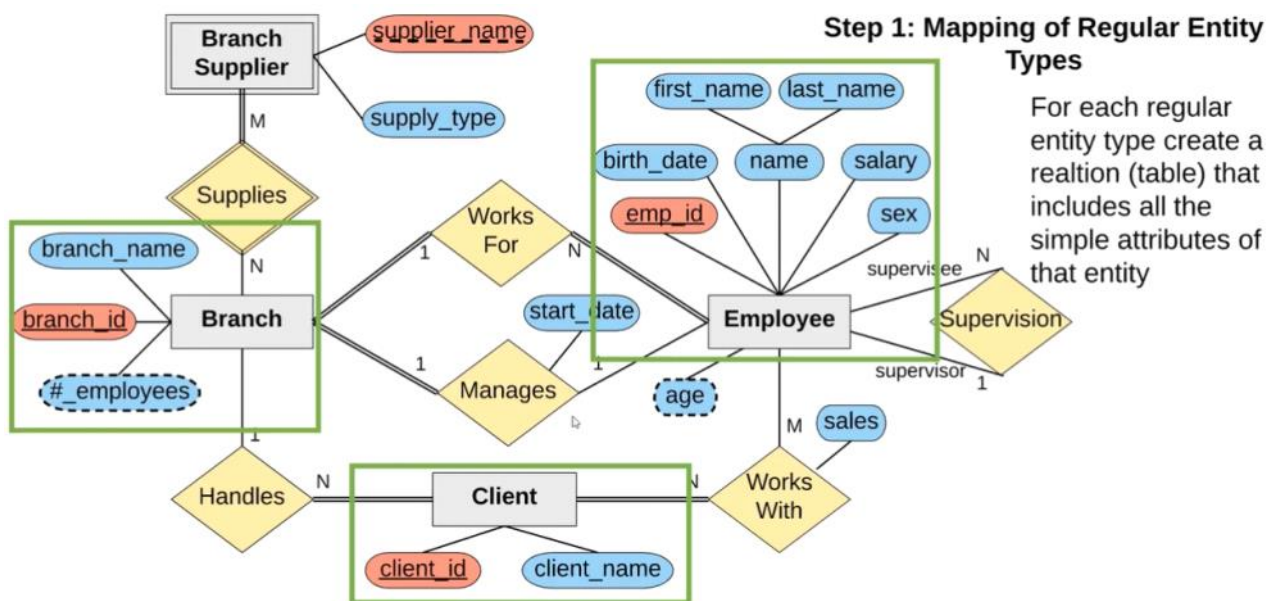 Branch
Supplier
supplier_name
supply_type
M
Supplies
N
branch_name
branch_id
#_employees
Branch
1
Works
For
N
1
Manages
1
start_date
first_name
last_name
birth_date
name
salary
emp_id
sex
Employee
age
supervisee
N
Supervision
supervisor
1
M
sales
Works
With
N
Client
client_id
client_name
N
Handles
1
Step 1: Mapping of Regular Entity
Types
For each regular
entity type create a
realtion (table) that
includes all the
simple attributes of
that entity